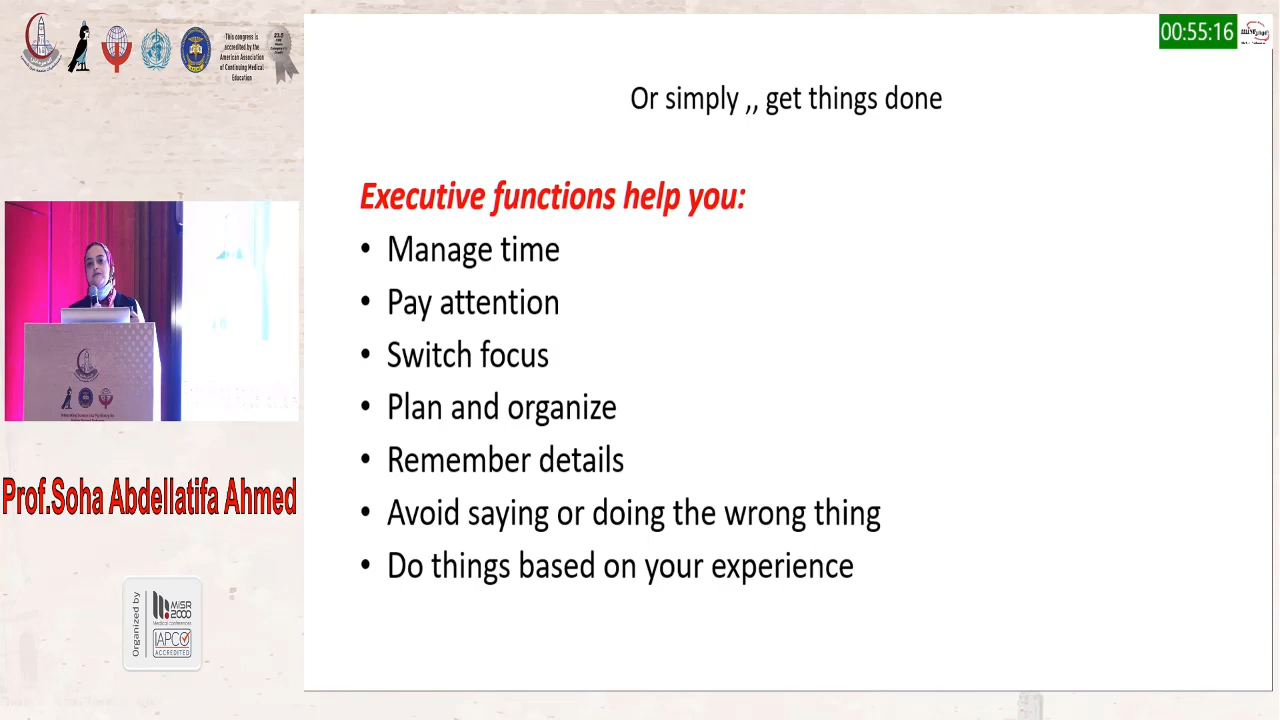 This congress is
accredited by the
American Association
of Continuing Medical
Education
00:55:16
Or simply ,, get things done
Executive functions help you:
• Manage time
• Pay attention
• Switch focus
• Plan and organize
• Remember details
• Avoid saying or doing the wrong thing
• Do things based on your experience
Prof.Soha Abdellatifa Ahmed
Organized by
MISR
2000
Medical conferences
IAPCO
ACCREDITED